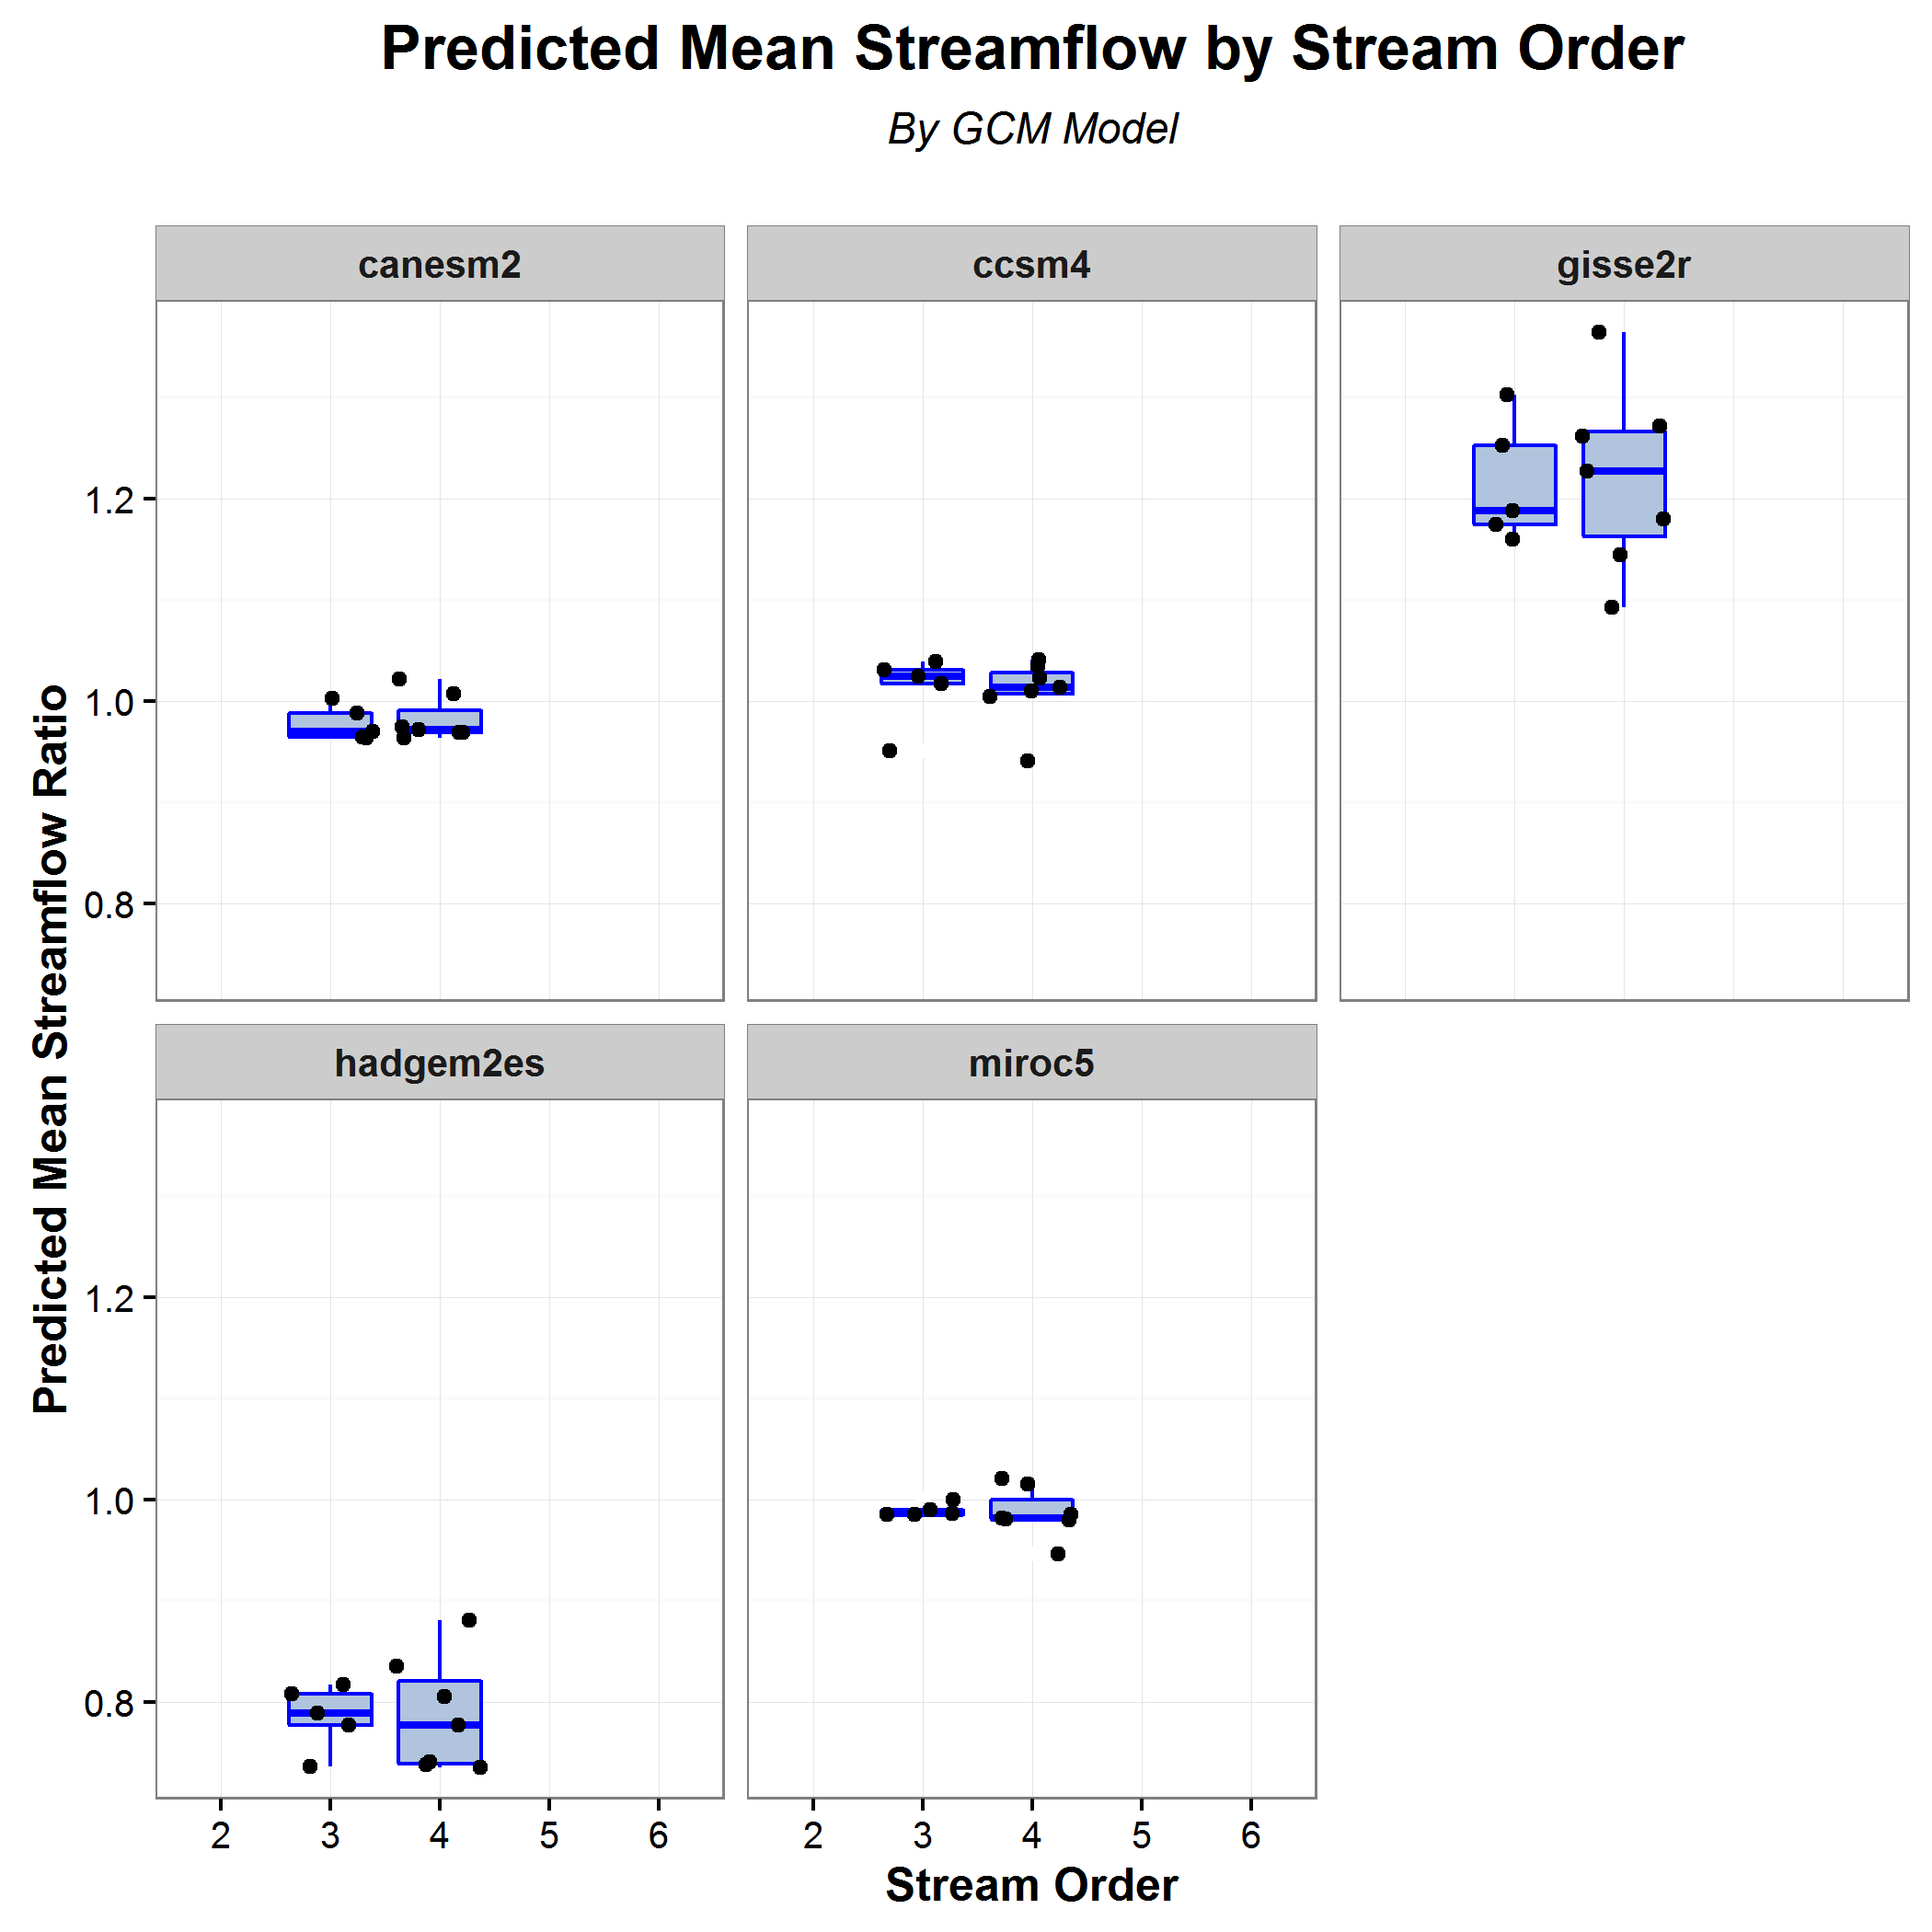 Predicted Mean Streamflow by Stream Order
By GCM Model
canesm2
ccsm4
gisse2r
1.2
1.0
0.8
Predicted Mean Streamflow Ratio
hadgem2es
miroc5
1.2
1.0
0.8
2 3 4 5 6
2 3 4 5 6
Stream Order